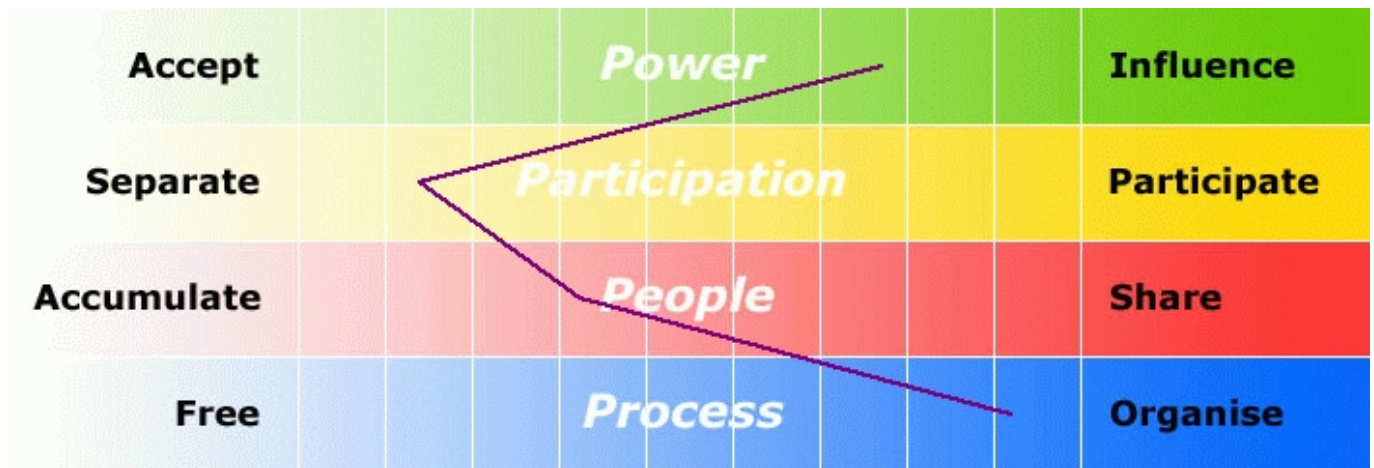 Accept Power Influence
Separate Participation Participate
Accumulate People Share
Free Process Organise